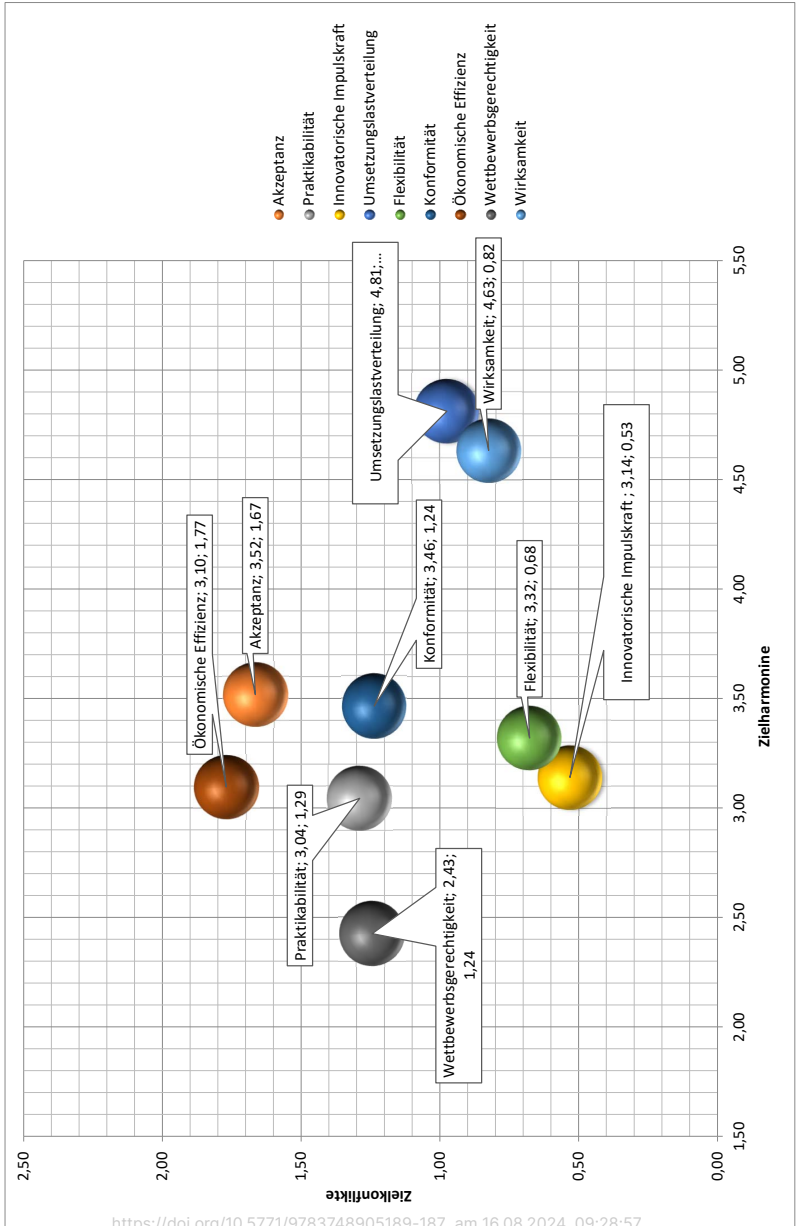 2,50
2,00
1,50
1,00
0,50
0,00
Zielkonflikte
1,50
2,00
2,50
3,00
3,50
4,00
4,50
5,00
5,50
Zielharmonine
Ökonomische Effizienz; 3,10; 1,77
Akzeptanz; 3,52; 1,67
Praktikabilität; 3,04; 1,29
Konformität; 3,46; 1,24
Wettbewerbsgerechtigkeit; 2,43;
1,24
Umsetzungslastverteilung; 4,81;...
Wirksamkeit; 4,63; 0,82
Flexibilität; 3,32; 0,68
Innovatorische Impulskraft ; 3,14; 0,53
Akzeptanz
Praktikabilität
Innovatorische Impulskraft
Umsetzungslastverteilung
Flexibilität
Konformität
Ökonomische Effizienz
Wettbewerbsgerechtigkeit
Wirksamkeit
https://doi.org/10.5771/9783748905189-187, am 16.08.2024, 09:28:57